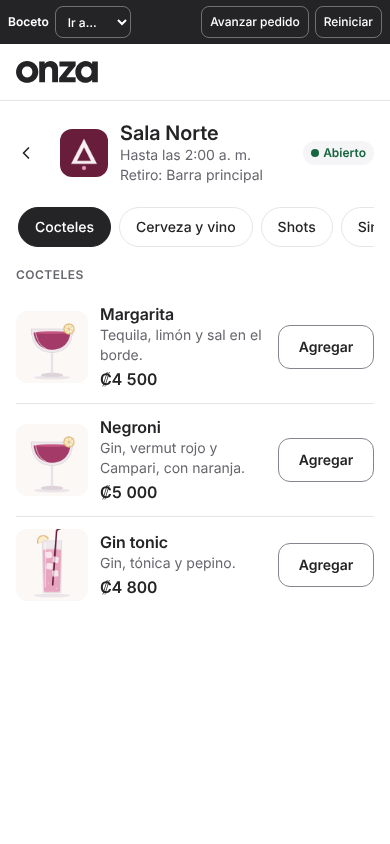 Boceto
Ir a...
Avanzar pedido
Reiniciar
onza
Sala Norte
Hasta las 2:00 a. m.
Retiro: Barra principal
Abierto
Cocteles
Cerveza y vino
Shots
COCTELES
Margarita
Tequila, limón y sal en el
borde.
₡4 500
Agregar
Negroni
Gin, vermut rojo y
Campari, con naranja.
₡5 000
Agregar
Gin tonic
Gin, tónica y pepino.
₡4 800
Agregar